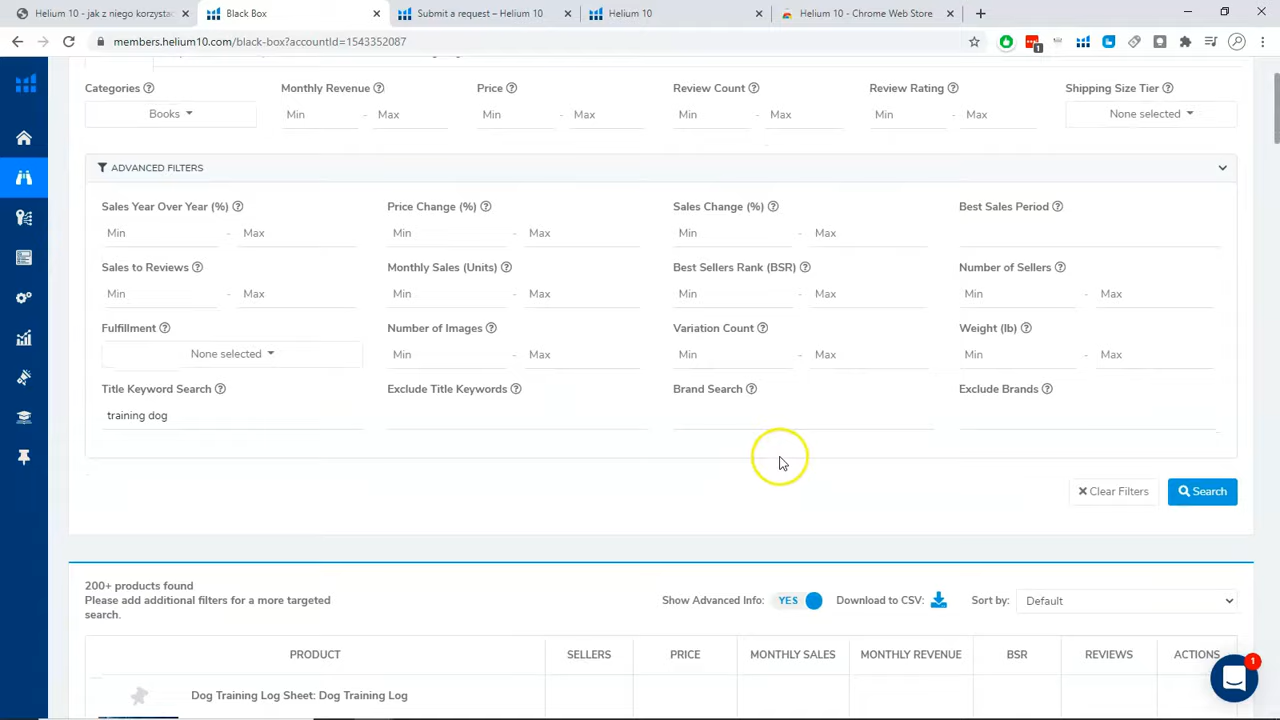 Helium 10 - jak z niego korzystać
Black Box
Submit a request – Helium 10
Helium 10
Helium 10 - Chrome Web Store
members.helium10.com/black-box?accountId=1543352087
1
Categories
Monthly Revenue
Price
Review Count
Review Rating
Shipping Size Tier
Books
Min - Max
Min - Max
Min - Max
Min - Max
None selected
ADVANCED FILTERS
Sales Year Over Year (%)
Price Change (%)
Sales Change (%)
Best Sales Period
Min - Max
Min - Max
Min - Max
Sales to Reviews
Monthly Sales (Units)
Best Sellers Rank (BSR)
Number of Sellers
Min - Max
Min - Max
Min - Max
Min - Max
Fulfillment
Number of Images
Variation Count
Weight (lb)
None selected
Min - Max
Min - Max
Min - Max
Title Keyword Search
Exclude Title Keywords
Brand Search
Exclude Brands
training dog
Clear Filters
Search
200+ products found
Please add additional filters for a more targeted
search.
Show Advanced Info: YES
Download to CSV:
Sort by: Default
PRODUCT
SELLERS
PRICE
MONTHLY SALES
MONTHLY REVENUE
BSR
REVIEWS
ACTIONS
Dog Training Log Sheet: Dog Training Log
1